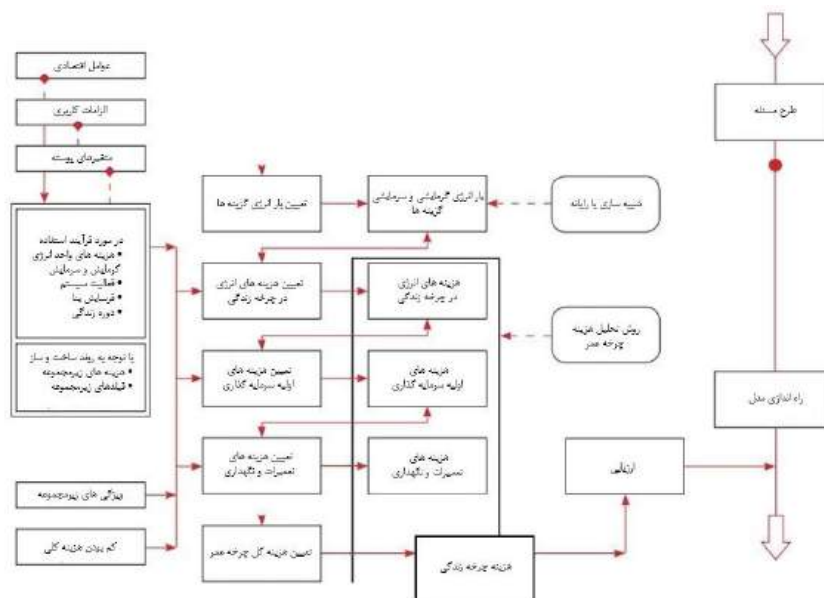 عوامل اقتصادی
الزامات کاربری
متغیرهای پیوسته
در مورد فرآیند استفاده
• هزینه های واحد انرژی
گرمایش و سرمایش
• فعالیت سیستم
• فرسایش بنا
• دوره زندگی
با توجه به روند ساخت و ساز
• هزینه های زیرمجموعه
• قیدهای زیرمجموعه
ویژگی های زیرمجموعه
کم بودن هزینه کلی
تعیین بار انرژی گزینه ها
تعیین هزینه های انرژی
در چرخه زندگی
تعیین هزینه های
اولیه سرمایه گذاری
تعیین هزینه های
تعمیرات و نگهداری
تعیین هزینه کل چرخه عمر
بار انرژی گرمایشی و سرمایشی
گزینه ها
هزینه های انرژی
در چرخه زندگی
هزینه های
اولیه سرمایه گذاری
هزینه های
تعمیرات و نگهداری
هزینه چرخه زندگی
شبیه سازی با رایانه
روش تحلیل هزینه
چرخه عمر
ارزیابی
طرح مسئله
راه اندازی مدل